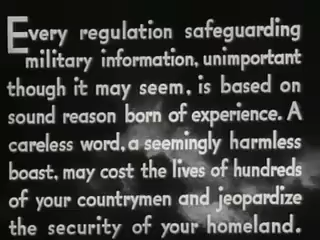 Every regulation safeguarding
military information, unimportant
though it may seem, is based on
sound reason born of experience. A
careless word, a seemingly harmless
boast, may cost the lives of hundreds
of your countrymen and jeopardize
the security of your homeland.